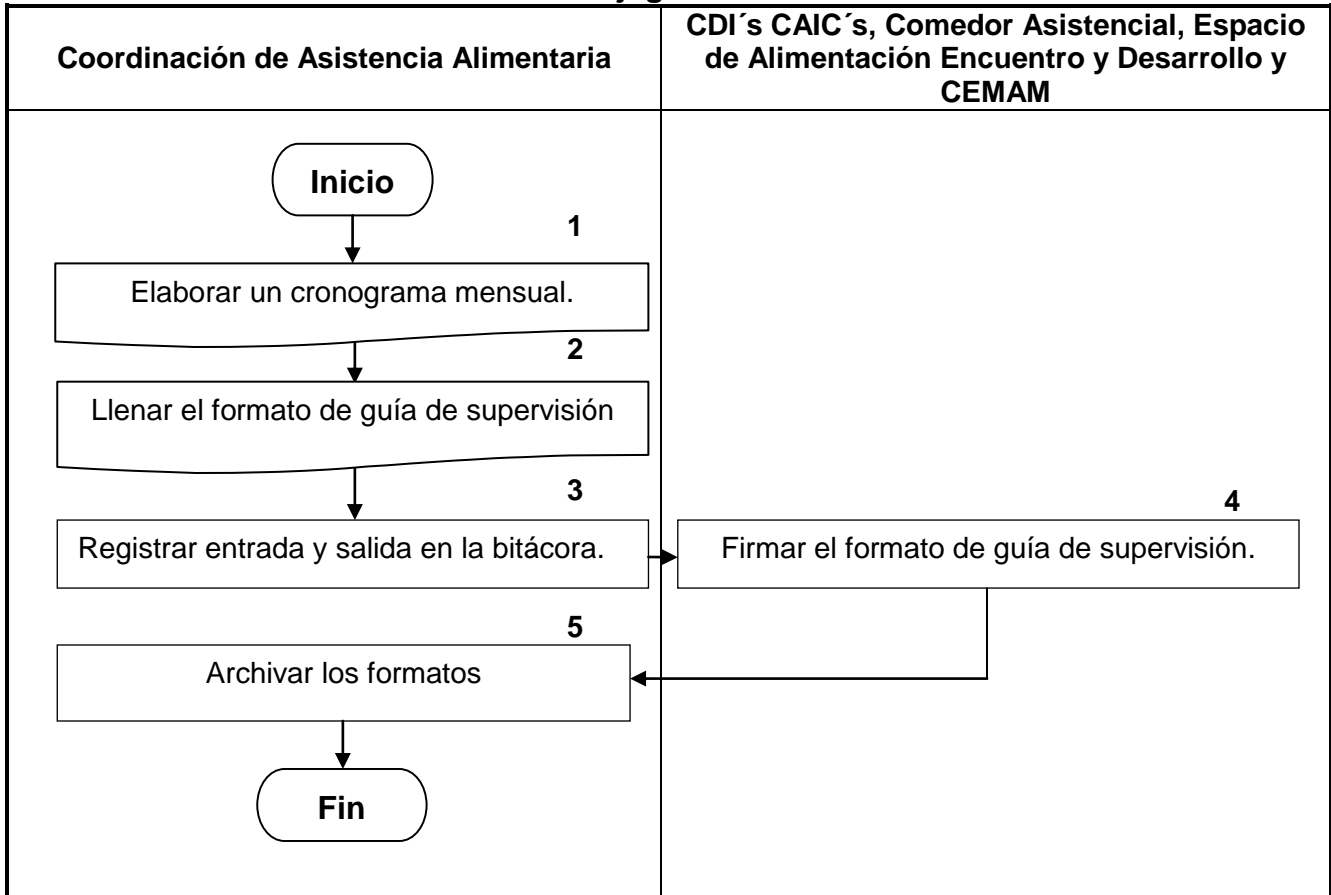 Coordinación de Asistencia Alimentaria
CDI´s CAIC´s, Comedor Asistencial, Espacio
de Alimentación Encuentro y Desarrollo y
CEMAM
Inicio
1
Elaborar un cronograma mensual.
2
Llenar el formato de guía de supervisión
3
Registrar entrada y salida en la bitácora.
4
Firmar el formato de guía de supervisión.
5
Archivar los formatos
Fin